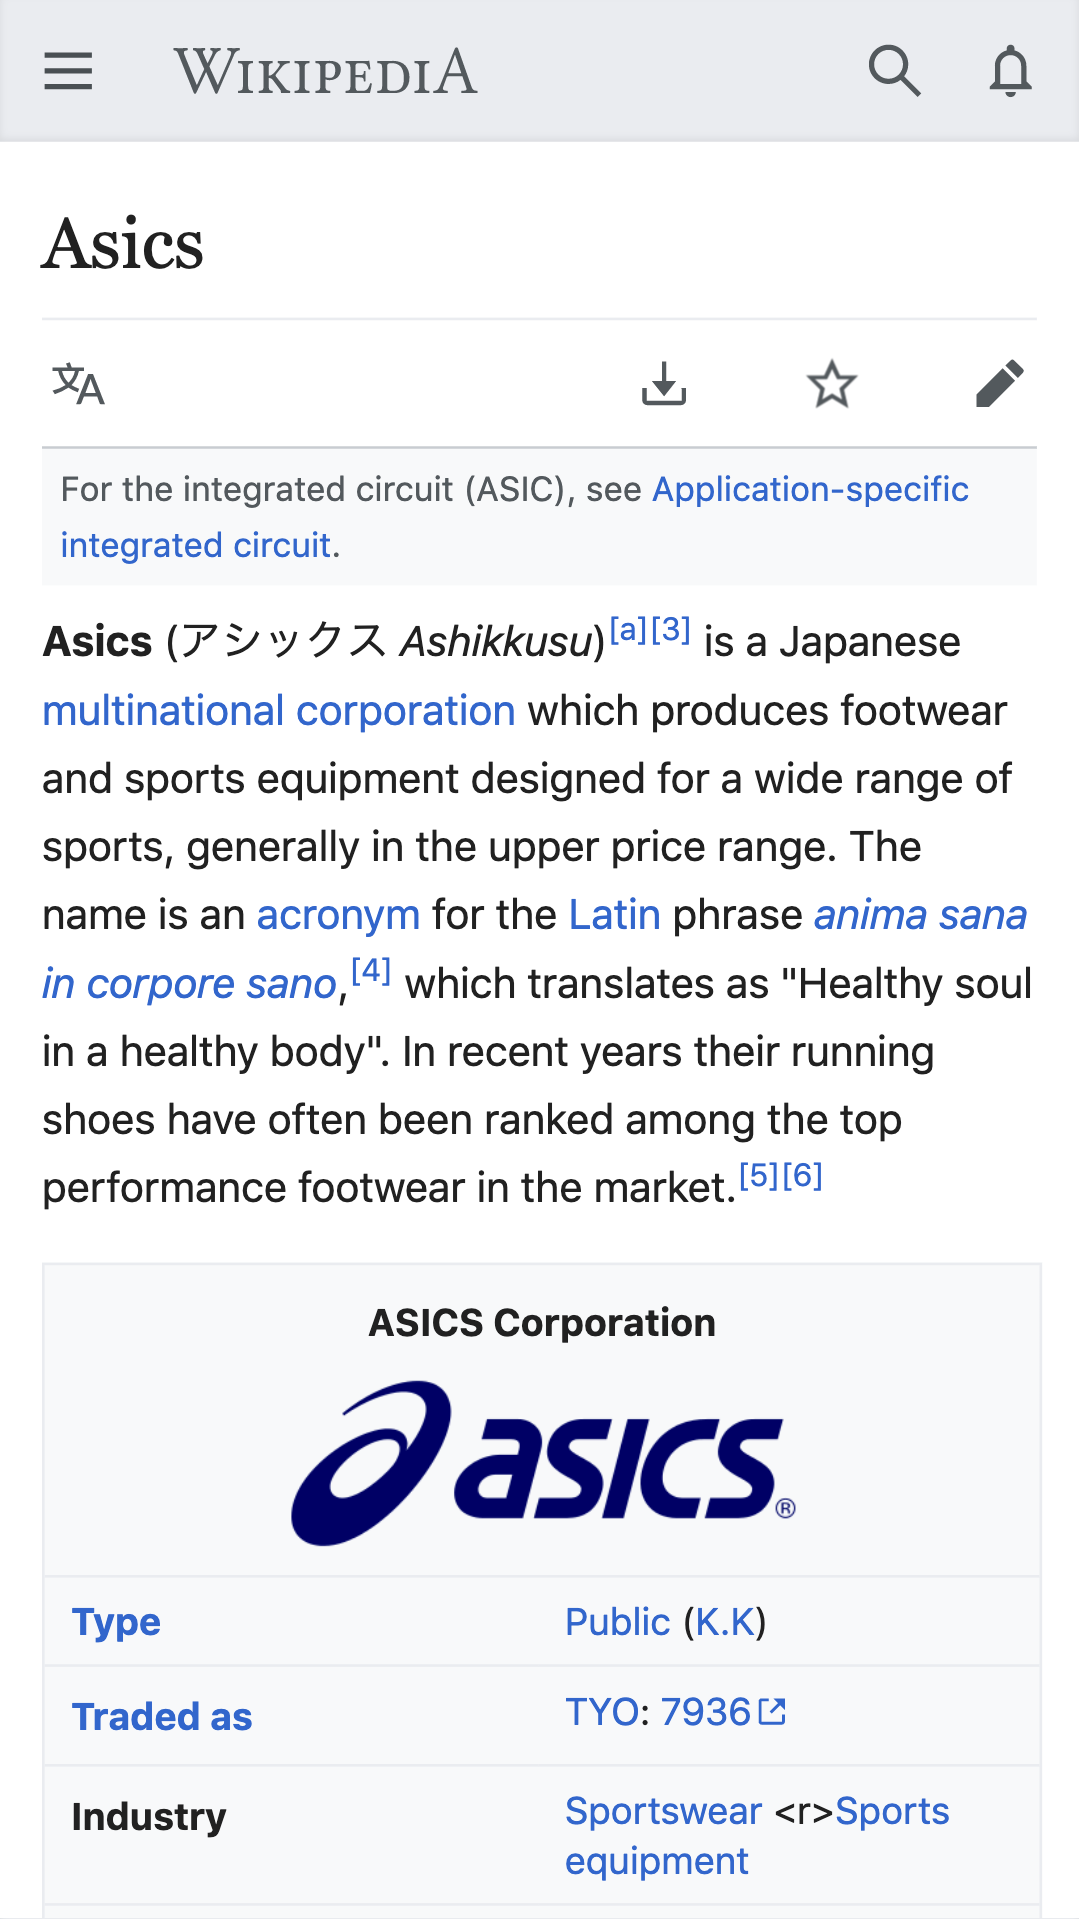 WIKIPEDIA
Asics
文A
For the integrated circuit (ASIC), see Application-specific
integrated circuit.
Asics (アシックス Ashikkusu)[a][3] is a Japanese
multinational corporation which produces footwear
and sports equipment designed for a wide range of
sports, generally in the upper price range. The
name is an acronym for the Latin phrase anima sana
in corpore sano,[4] which translates as "Healthy soul
in a healthy body". In recent years their running
shoes have often been ranked among the top
performance footwear in the market.[5][6]
ASICS Corporation
asics®
Type Public (K.K)
Traded as TYO: 7936
Industry Sportswear <r>Sports
equipment